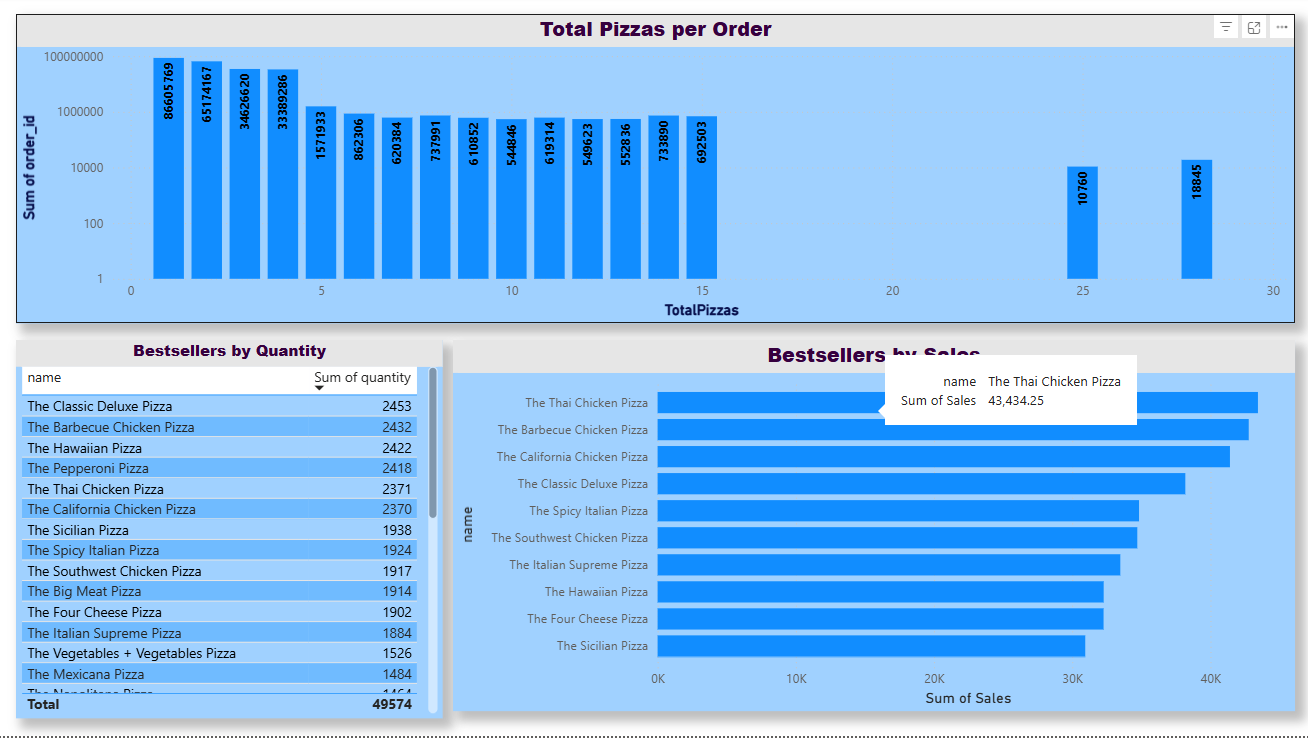 Total Pizzas per Order
Sum of order_id
100000000
1000000
10000
100
1
86605769
65174167
34626620
33389286
1571933
862306
620384
737991
610852
544846
619314
549623
552836
733890
692503
10760
18845
0 5 10 15 20 25 30
TotalPizzas
Bestsellers by Quantity
name Sum of quantity
The Classic Deluxe Pizza 2453
The Barbecue Chicken Pizza 2432
The Hawaiian Pizza 2422
The Pepperoni Pizza 2418
The Thai Chicken Pizza 2371
The California Chicken Pizza 2370
The Sicilian Pizza 1938
The Spicy Italian Pizza 1924
The Southwest Chicken Pizza 1917
The Big Meat Pizza 1914
The Four Cheese Pizza 1902
The Italian Supreme Pizza 1884
The Vegetables + Vegetables Pizza 1526
The Mexicana Pizza 1484
Total 49574
Bestsellers by Sales
name The Thai Chicken Pizza
Sum of Sales 43,434.25
name
The Thai Chicken Pizza
The Barbecue Chicken Pizza
The California Chicken Pizza
The Classic Deluxe Pizza
The Spicy Italian Pizza
The Southwest Chicken Pizza
The Italian Supreme Pizza
The Hawaiian Pizza
The Four Cheese Pizza
The Sicilian Pizza
0K 10K 20K 30K 40K
Sum of Sales